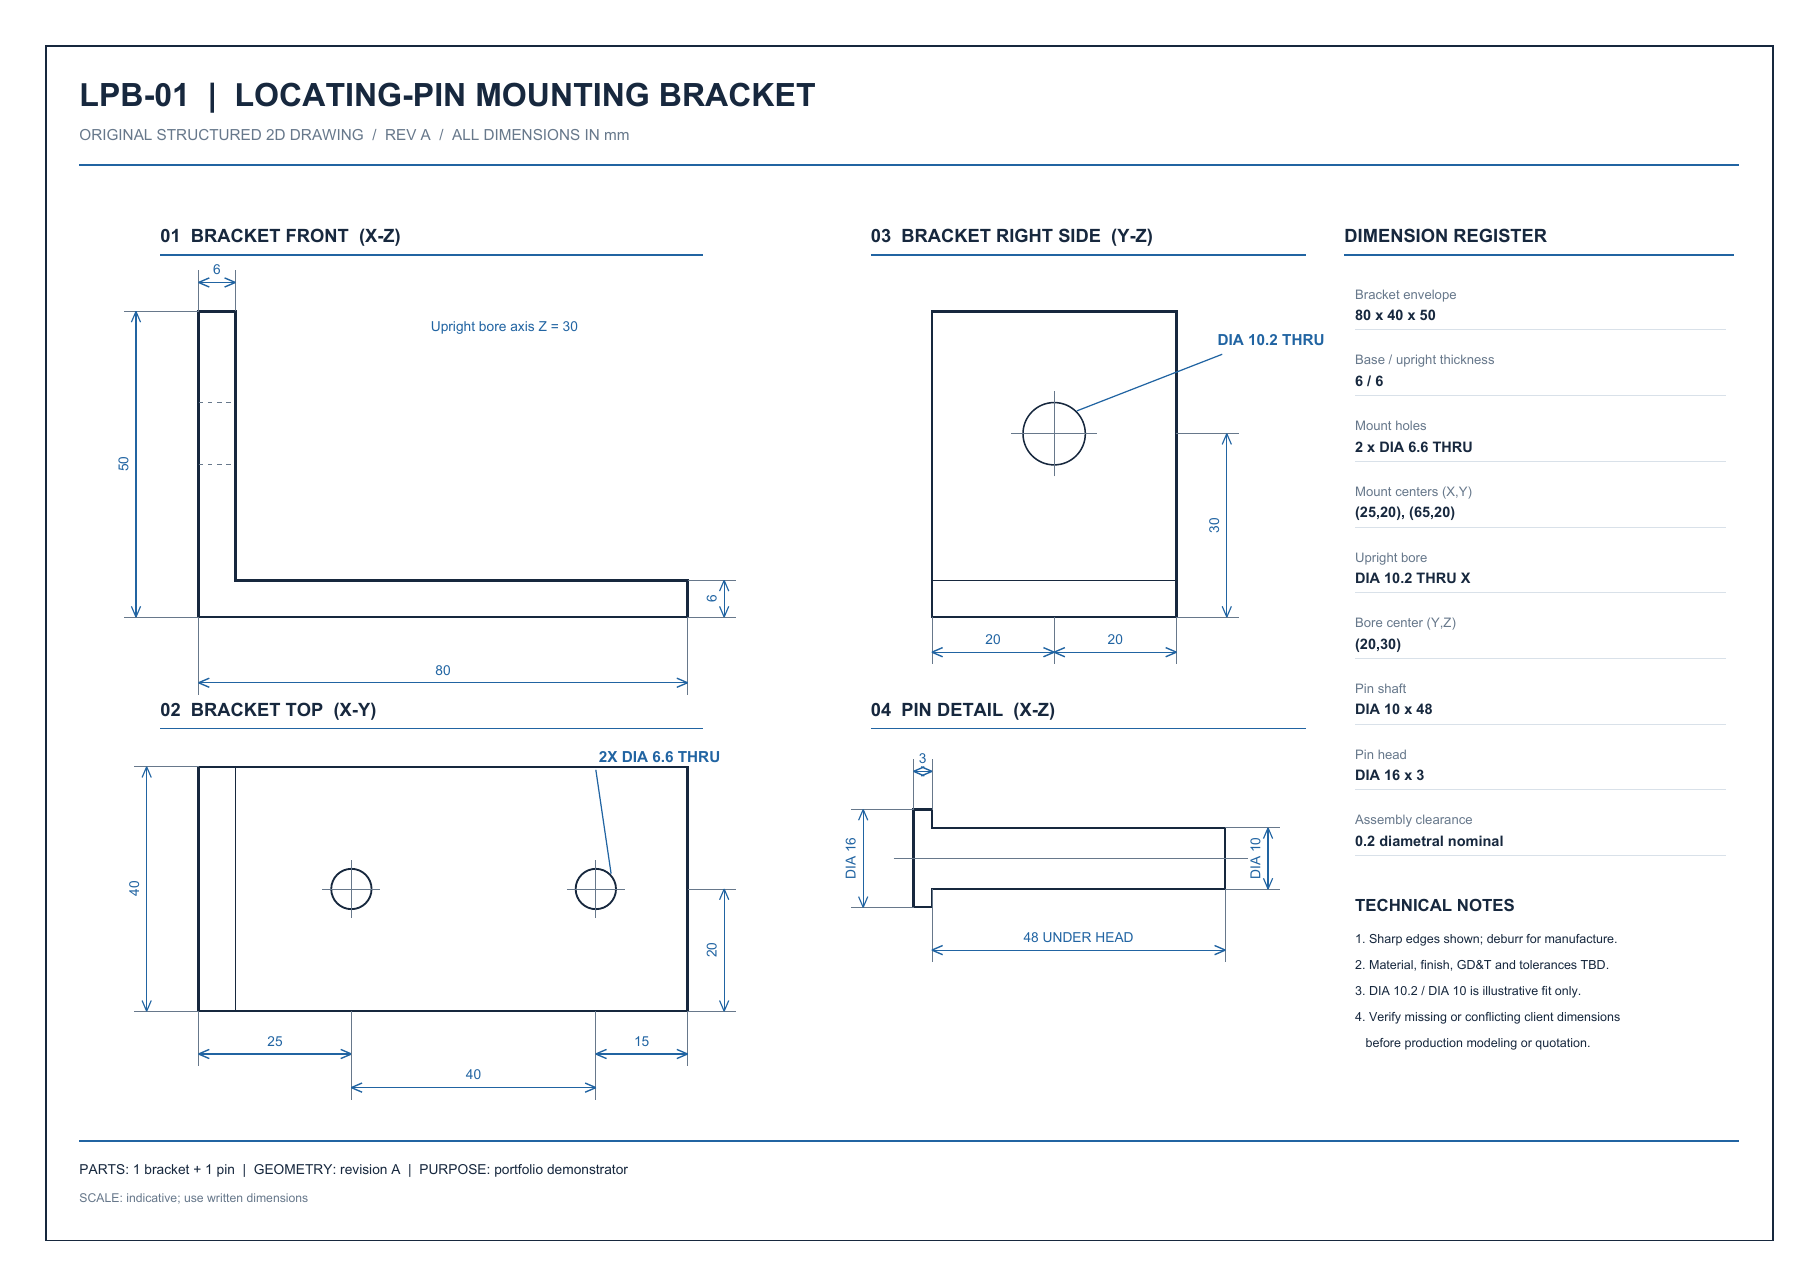 LPB-01 | LOCATING-PIN MOUNTING BRACKET
ORIGINAL STRUCTURED 2D DRAWING / REV A / ALL DIMENSIONS IN mm
01 BRACKET FRONT (X-Z)
6
Upright bore axis Z = 30
50
6
80
02 BRACKET TOP (X-Y)
2X DIA 6.6 THRU
40
20
25
15
40
03 BRACKET RIGHT SIDE (Y-Z)
DIA 10.2 THRU
30
20
20
04 PIN DETAIL (X-Z)
3
DIA 16
DIA 10
48 UNDER HEAD
DIMENSION REGISTER
Bracket envelope
80 x 40 x 50
Base / upright thickness
6 / 6
Mount holes
2 x DIA 6.6 THRU
Mount centers (X,Y)
(25,20), (65,20)
Upright bore
DIA 10.2 THRU X
Bore center (Y,Z)
(20,30)
Pin shaft
DIA 10 x 48
Pin head
DIA 16 x 3
Assembly clearance
0.2 diametral nominal
TECHNICAL NOTES
1. Sharp edges shown; deburr for manufacture.
2. Material, finish, GD&T and tolerances TBD.
3. DIA 10.2 / DIA 10 is illustrative fit only.
4. Verify missing or conflicting client dimensions
before production modeling or quotation.
PARTS: 1 bracket + 1 pin | GEOMETRY: revision A | PURPOSE: portfolio demonstrator
SCALE: indicative; use written dimensions